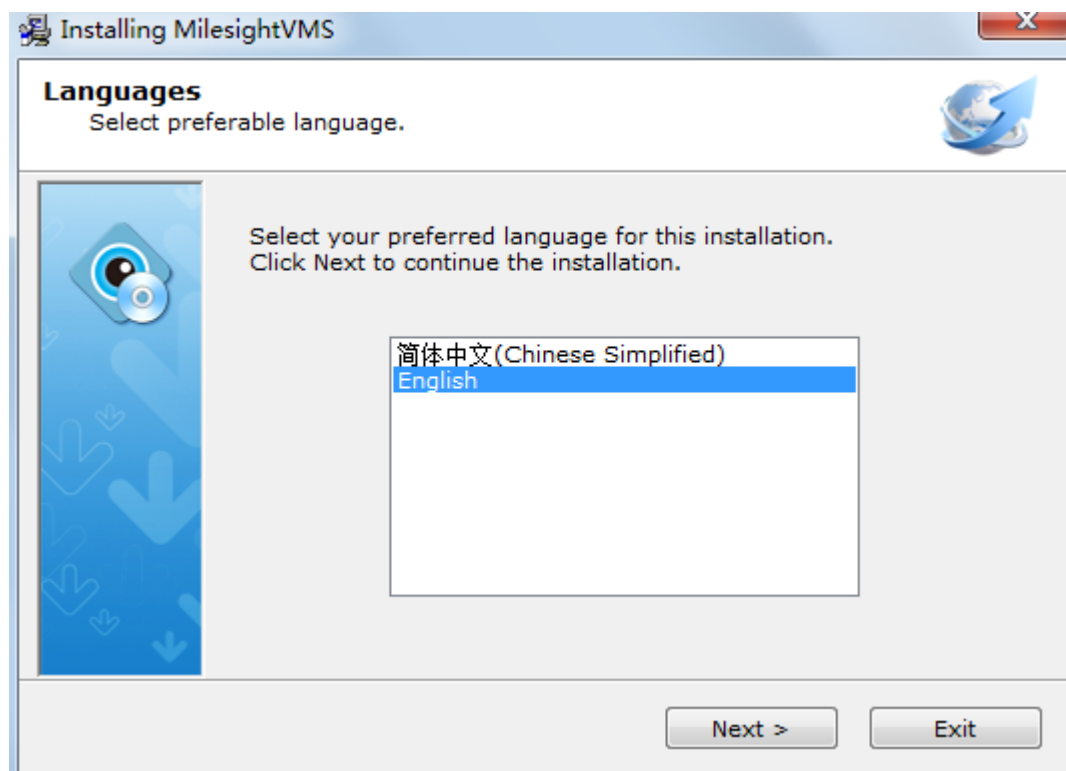 Installing MilesightVMS
Languages
Select preferable language.
Select your preferred language for this installation.
Click Next to continue the installation.
简体中文(Chinese Simplified)
English
Next >
Exit